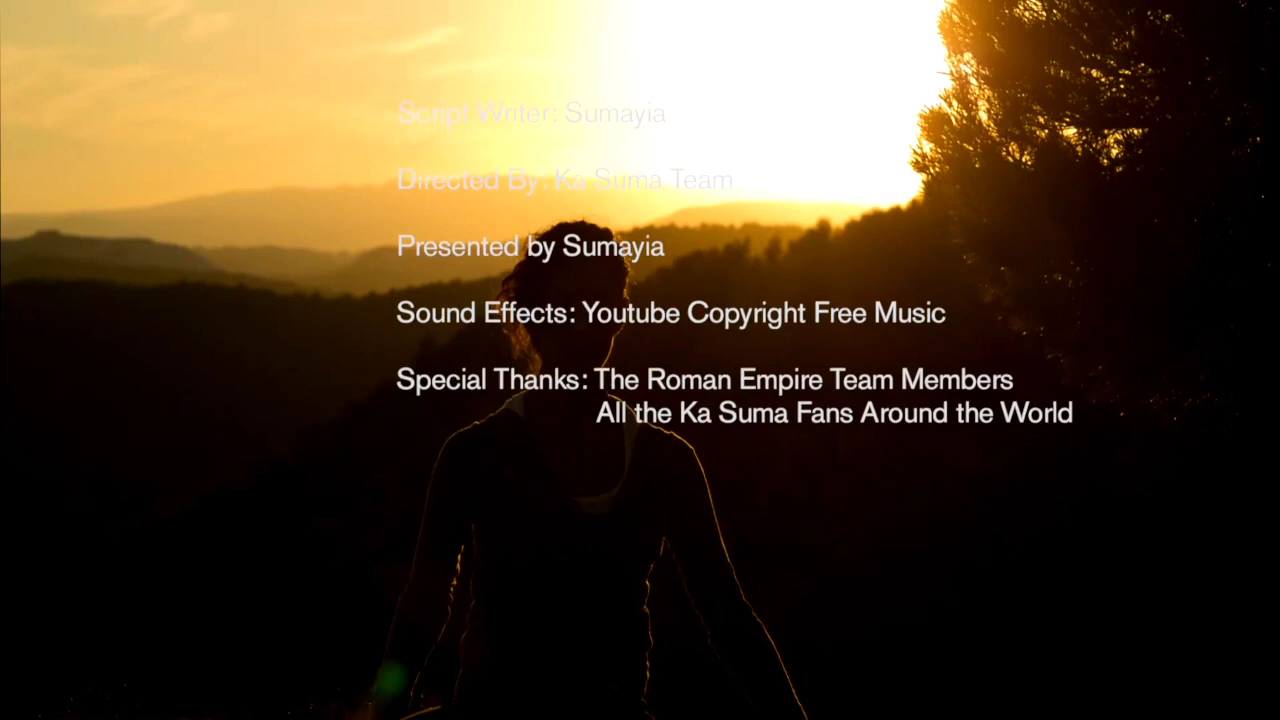 Script Writer: Sumayia
Directed By: Ka Suma Team
Presented by Sumayia
Sound Effects: Youtube Copyright Free Music
Special Thanks: The Roman Empire Team Members
All the Ka Suma Fans Around the World